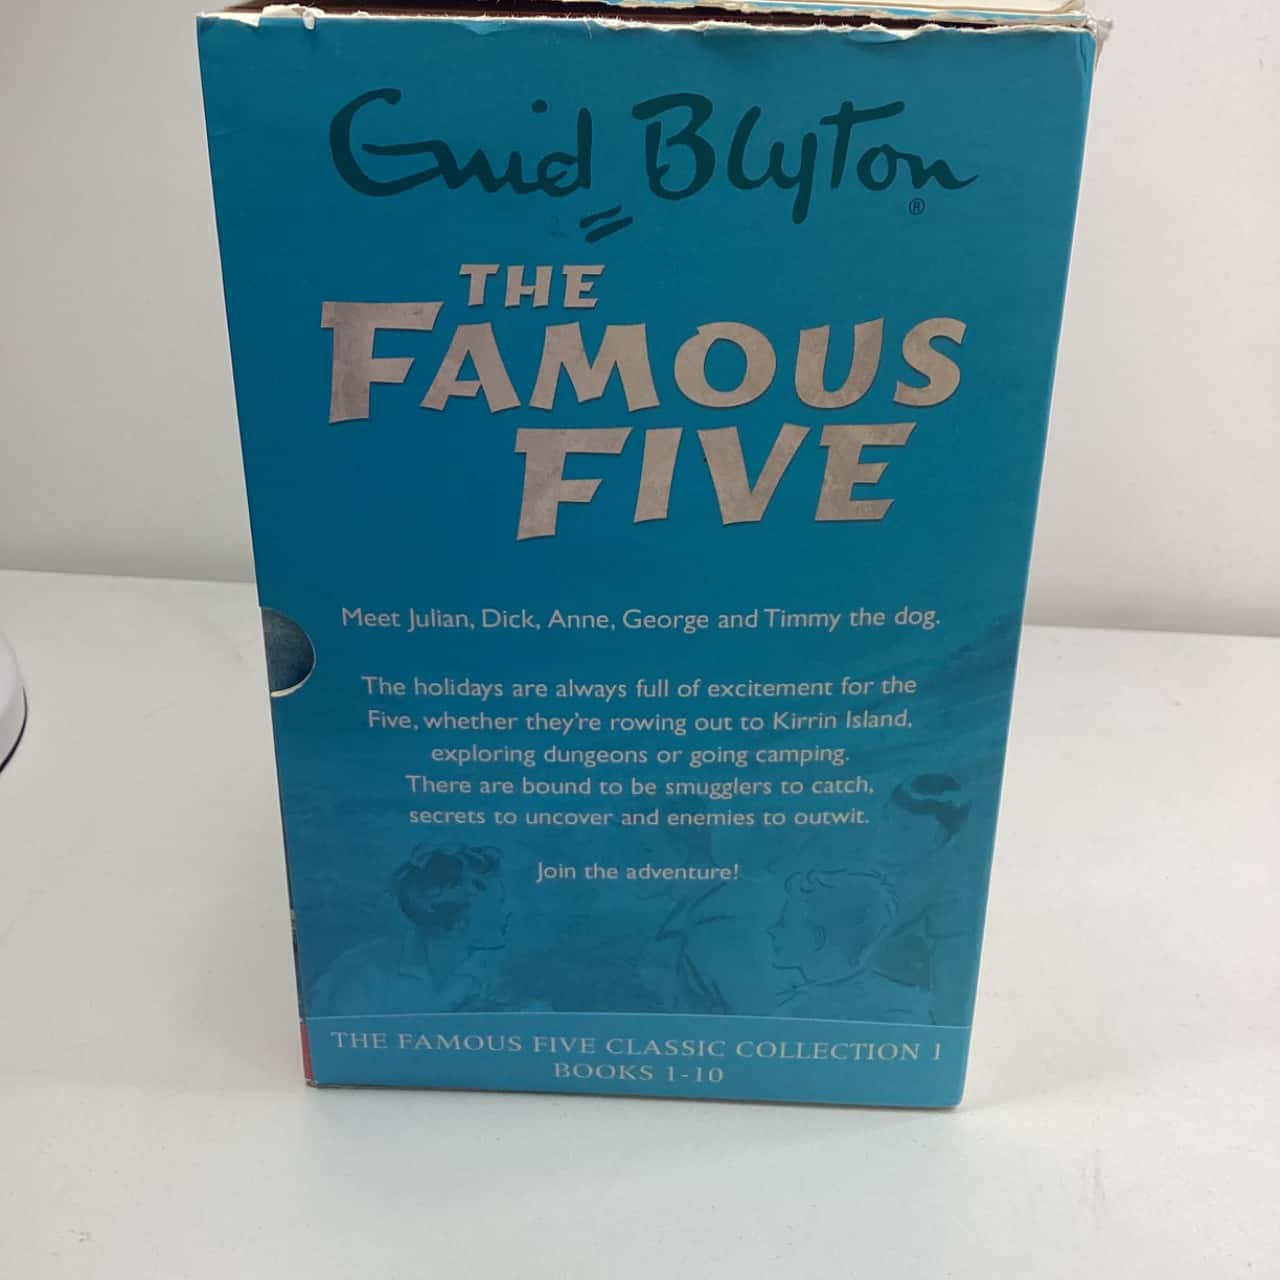 Enid Blyton®
THE
FAMOUS
FIVE
Meet Julian, Dick, Anne, George and Timmy the dog.
The holidays are always full of excitement for the
Five, whether they're rowing out to Kirrin Island,
exploring dungeons or going camping.
There are bound to be smugglers to catch,
secrets to uncover and enemies to outwit.
Join the adventure!
THE FAMOUS FIVE CLASSIC COLLECTION 1
BOOKS 1-10